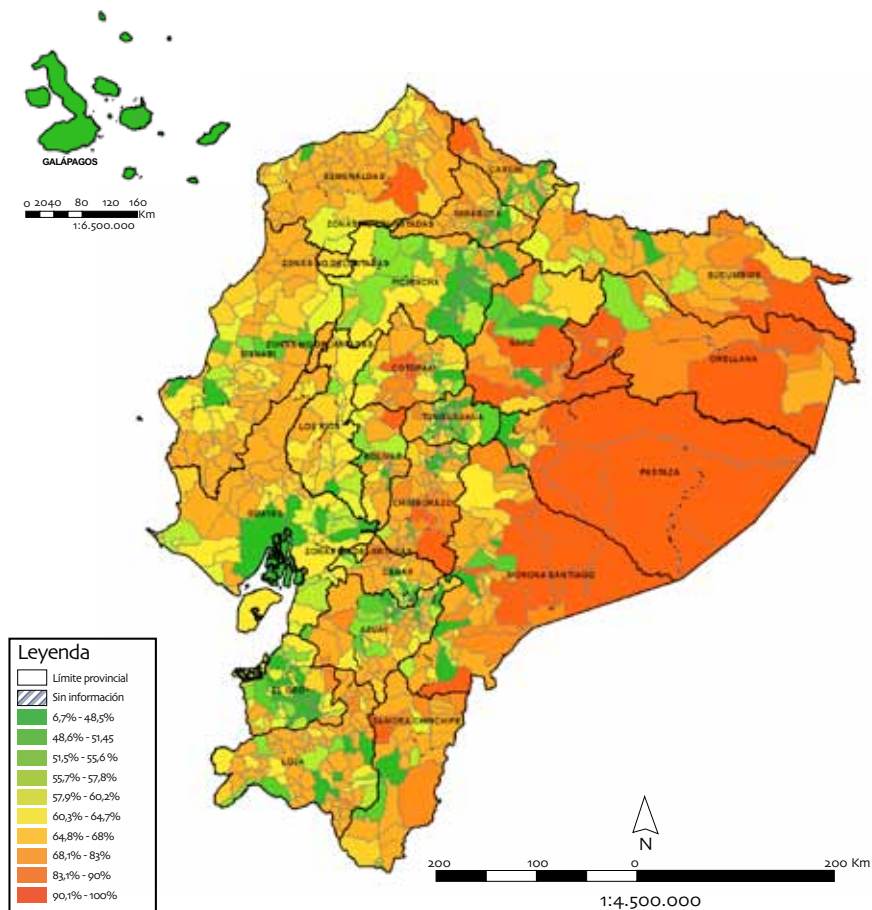 GALÁPAGOS
0 2040 80 120 160
Km
1:6.500.000
ESMERALDAS
CARCHI
IMBABURA
SUCUMBIOS
PICHINCHA
NAPO
ORELLANA
MANABI
COTOPAXI
TUNGURAHUA
LOS RIOS
BOLIVAR
PASTAZA
CHIMBORAZO
GUAYAS
CAÑAR
MORONA SANTIAGO
AZUAY
EL ORO
ZAMORA CHINCHIPE
LOJA
Leyenda
Límite provincial
Sin información
6,7% - 48,5%
48,6% - 51,45
51,5% - 55,6 %
55,7% - 57,8%
57,9% - 60,2%
60,3% - 64,7%
64,8% - 68%
68,1% - 83%
83,1% - 90%
90,1% - 100%
N
200 100 0 200 Km
1:4.500.000